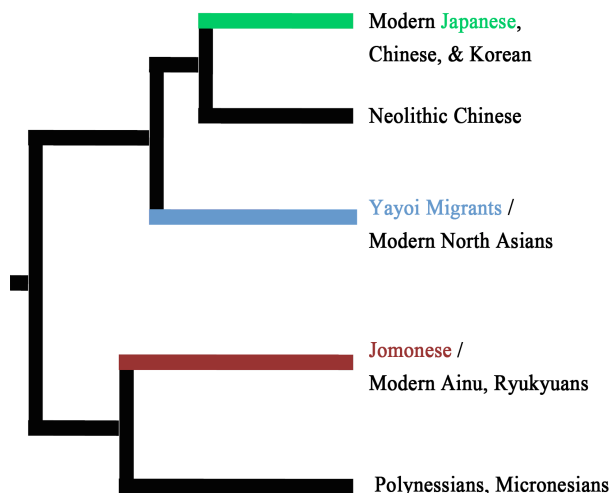 Modern Japanese,
Chinese, & Korean
Neolithic Chinese
Yayoi Migrants /
Modern North Asians
Jomonese /
Modern Ainu, Ryukyuans
Polynessians, Micronesians